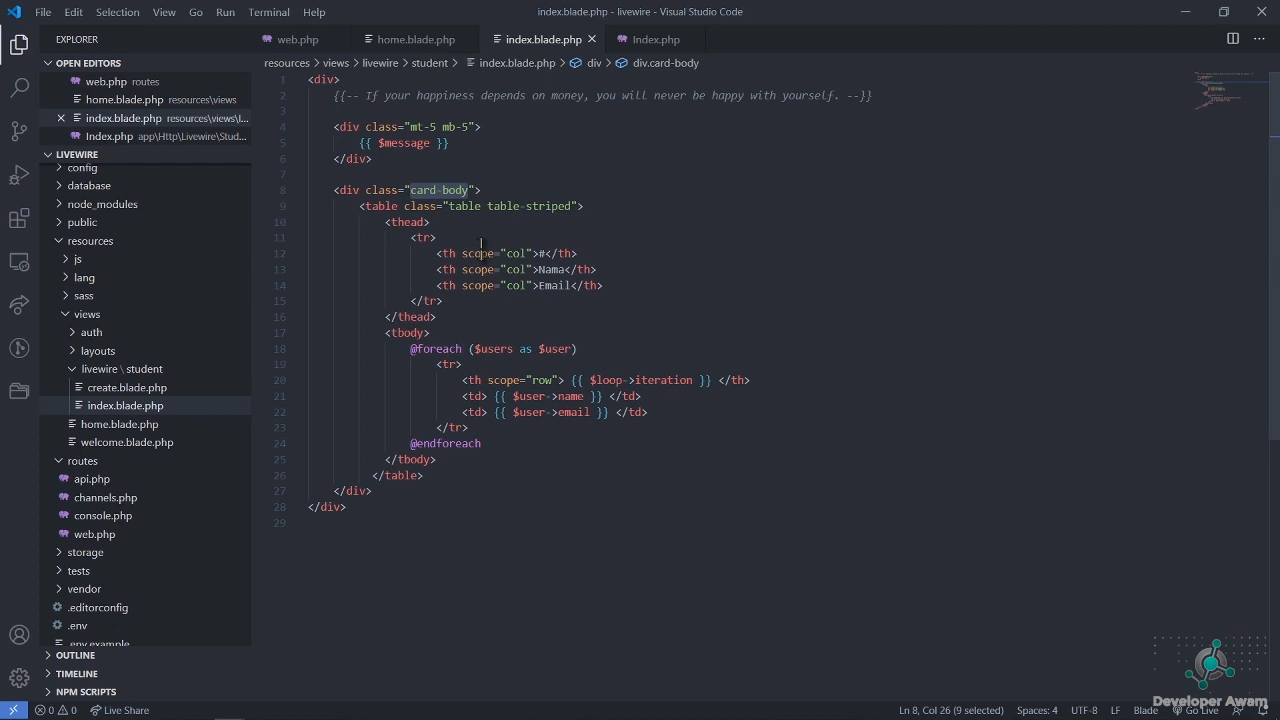 File Edit Selection View Go Run Terminal Help
index.blade.php - livewire - Visual Studio Code
EXPLORER
OPEN EDITORS
web.php routes
home.blade.php resources\views
index.blade.php resources\views\l...
Index.php app\Http\Livewire\Stud...
LIVEWIRE
config
database
node_modules
public
resources
js
lang
sass
views
auth
layouts
livewire \ student
create.blade.php
index.blade.php
home.blade.php
welcome.blade.php
routes
api.php
channels.php
console.php
web.php
storage
tests
vendor
.editorconfig
.env
.env.example
OUTLINE
TIMELINE
NPM SCRIPTS
web.php home.blade.php index.blade.php Index.php
resources > views > livewire > student > index.blade.php > div > div.card-body
1 <div>
2 {{-- If your happiness depends on money, you will never be happy with yourself. --}}
3
4 <div class="mt-5 mb-5">
5 {{ $message }}
6 </div>
7
8 <div class="card-body">
9 <table class="table table-striped">
10 <thead>
11 <tr>
12 <th scope="col">#</th>
13 <th scope="col">Nama</th>
14 <th scope="col">Email</th>
15 </tr>
16 </thead>
17 <tbody>
18 @foreach ($users as $user)
19 <tr>
20 <th scope="row"> {{ $loop->iteration }} </th>
21 <td> {{ $user->name }} </td>
22 <td> {{ $user->email }} </td>
23 </tr>
24 @endforeach
25 </tbody>
26 </table>
27 </div>
28 </div>
29
Developer Awam
0 0 Live Share
Ln 8, Col 26 (9 selected) Spaces: 4 UTF-8 LF Blade Go Live